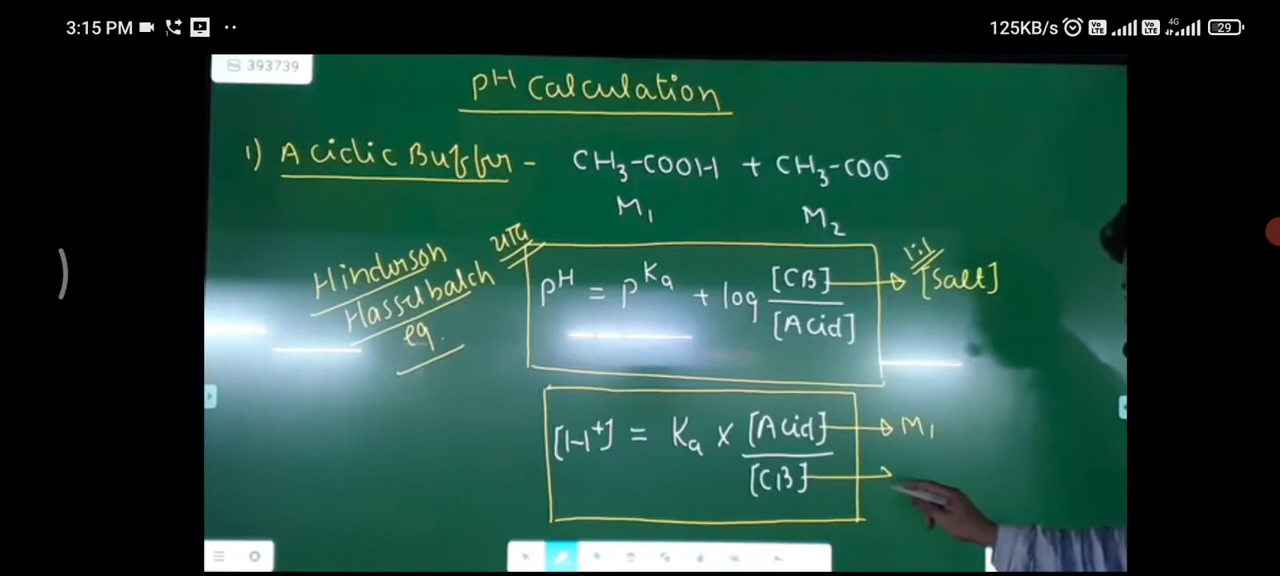 3:15 PM
125KB/s 4G 29
393739
pH Calculation
1) Acidic Buffer - CH₃-COOH + CH₃-COO⁻
M₁ M₂
Hinderson
Hasselbalch
eq.
pH = pKa + log [CB]/[Acid]
1:1
[Salt]
[H⁺] = Ka × [Acid]/[CB]
M₁